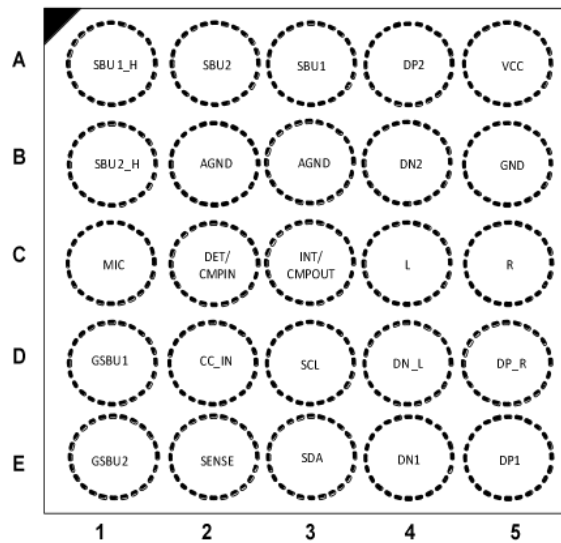 A SBU1_H SBU2 SBU1 DP2 VCC
B SBU2_H AGND AGND DN2 GND
C MIC DET/ CMPIN INT/ CMPOUT L R
D GSBU1 CC_IN SCL DN_L DP_R
E GSBU2 SENSE SDA DN1 DP1
1 2 3 4 5